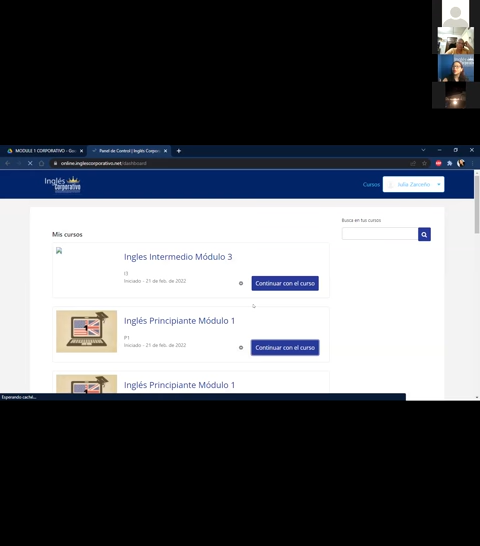 MODULE 1 CORPORATIVO - Goo
Panel de Control | Inglés Corpor
online.inglescorporativo.net/dashboard
Inglés
Corporativo
Cursos
Julia Zarceño
Mis cursos
Busca en tus cursos
Ingles Intermedio Módulo 3
I3
Iniciado - 21 de feb. de 2022
Continuar con el curso
Inglés Principiante Módulo 1
P1
Iniciado - 21 de feb. de 2022
Continuar con el curso
Inglés Principiante Módulo 1
Esperando caché...